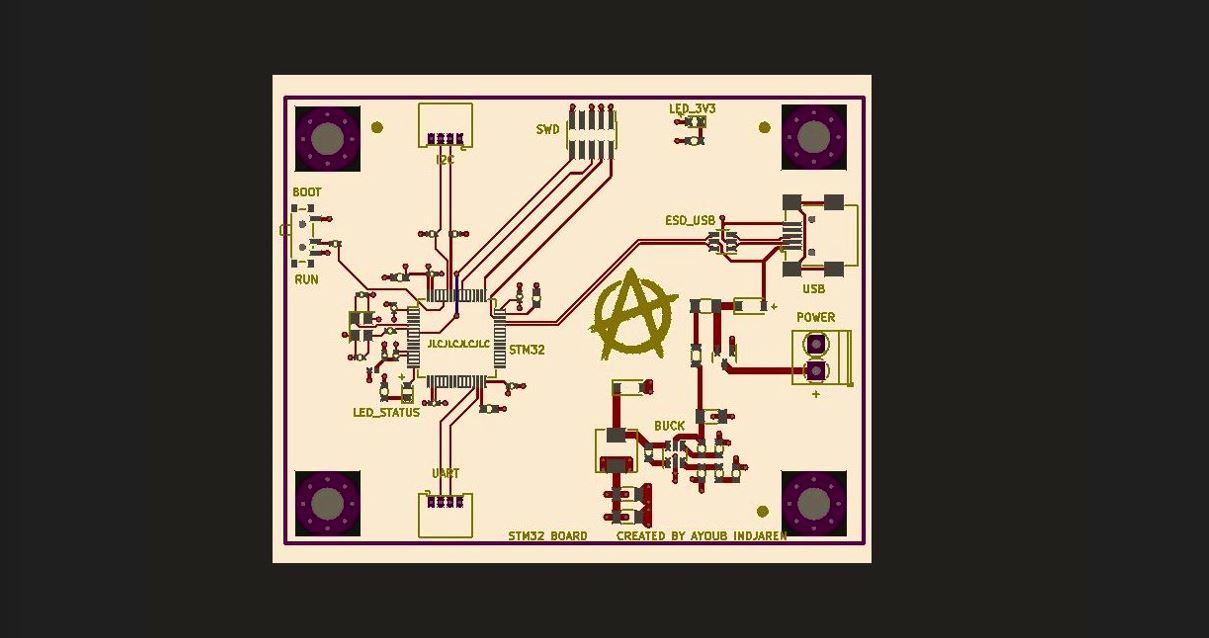 LED_3V3
SWD
I2C
BOOT
ESD_USB
RUN
USB
POWER
+
JLCJLCJLCJLC
STM32
+
+
LED_STATUS
BUCK
UART
STM32 BOARD
CREATED BY AYOUB INDJAREN